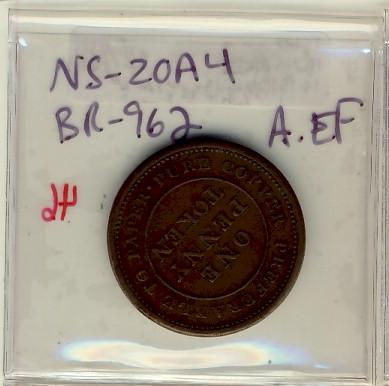 NS-20A4
BR-962 A.EF
PURE COPPER PREFERABLE TO PAPER
ONE
PENNY
TOKEN